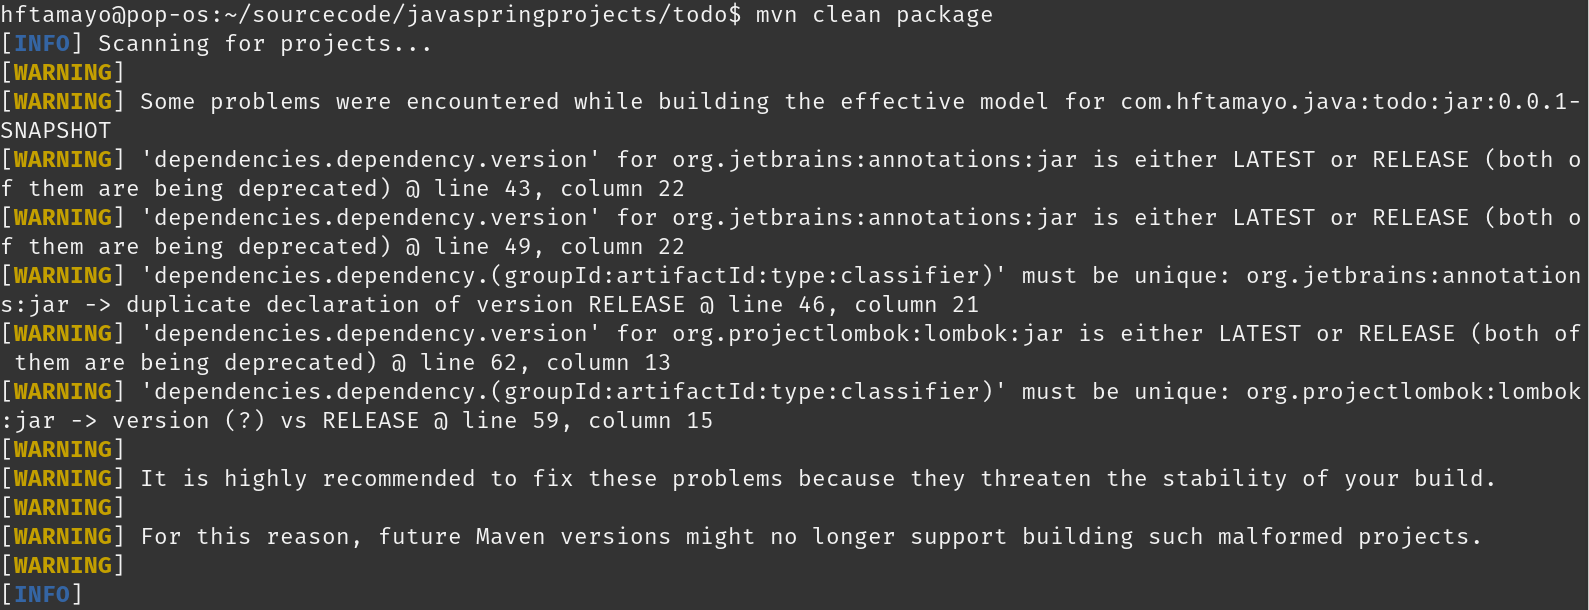 hftamayo@pop-os:~/sourcecode/javaspringprojects/todo$ mvn clean package
[INFO] Scanning for projects...
[WARNING]
[WARNING] Some problems were encountered while building the effective model for com.hftamayo.java:todo:jar:0.0.1-
SNAPSHOT
[WARNING] 'dependencies.dependency.version' for org.jetbrains:annotations:jar is either LATEST or RELEASE (both o
f them are being deprecated) @ line 43, column 22
[WARNING] 'dependencies.dependency.version' for org.jetbrains:annotations:jar is either LATEST or RELEASE (both o
f them are being deprecated) @ line 49, column 22
[WARNING] 'dependencies.dependency.(groupId:artifactId:type:classifier)' must be unique: org.jetbrains:annotation
s:jar -> duplicate declaration of version RELEASE @ line 46, column 21
[WARNING] 'dependencies.dependency.version' for org.projectlombok:lombok:jar is either LATEST or RELEASE (both of
 them are being deprecated) @ line 62, column 13
[WARNING] 'dependencies.dependency.(groupId:artifactId:type:classifier)' must be unique: org.projectlombok:lombok
:jar -> version (?) vs RELEASE @ line 59, column 15
[WARNING]
[WARNING] It is highly recommended to fix these problems because they threaten the stability of your build.
[WARNING]
[WARNING] For this reason, future Maven versions might no longer support building such malformed projects.
[WARNING]
[INFO]